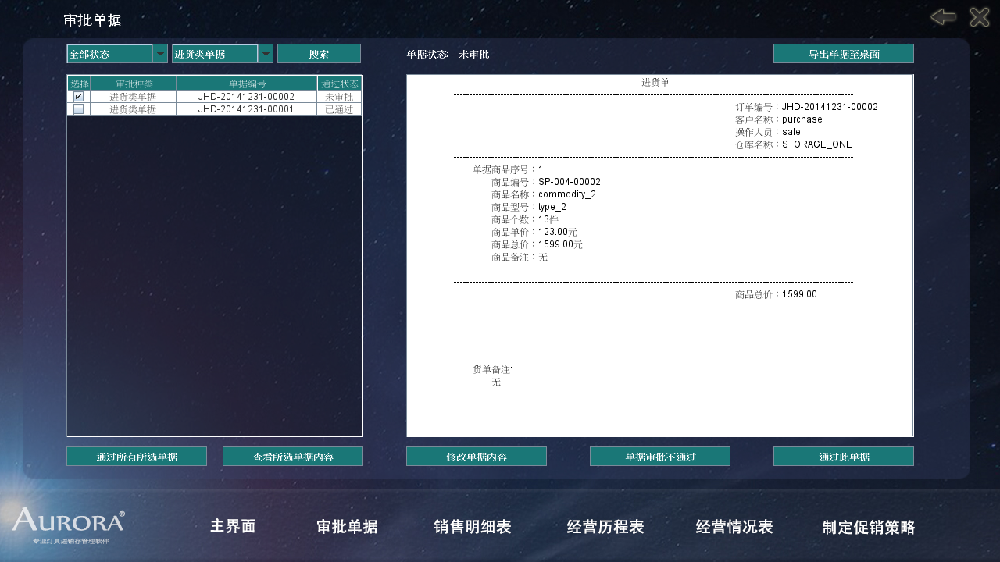 审批单据
全部状态 进货类单据 搜索
选择 审批种类 单据编号 通过状态
进货类单据 JHD-20141231-00002 未审批
进货类单据 JHD-20141231-00001 已通过
通过所有所选单据 查看所选单据内容
单据状态: 未审批 导出单据至桌面
进货单
订单编号：JHD-20141231-00002
客户名称：purchase
操作人员：sale
仓库名称：STORAGE_ONE
单据商品序号：1
商品编号：SP-004-00002
商品名称：commodity_2
商品型号：type_2
商品个数：13件
商品单价：123.00元
商品总价：1599.00元
商品备注：无
商品总价：1599.00
货单备注:
无
修改单据内容 单据审批不通过 通过此单据
AURORA®
专业灯具进销存管理软件
主界面 审批单据 销售明细表 经营历程表 经营情况表 制定促销策略